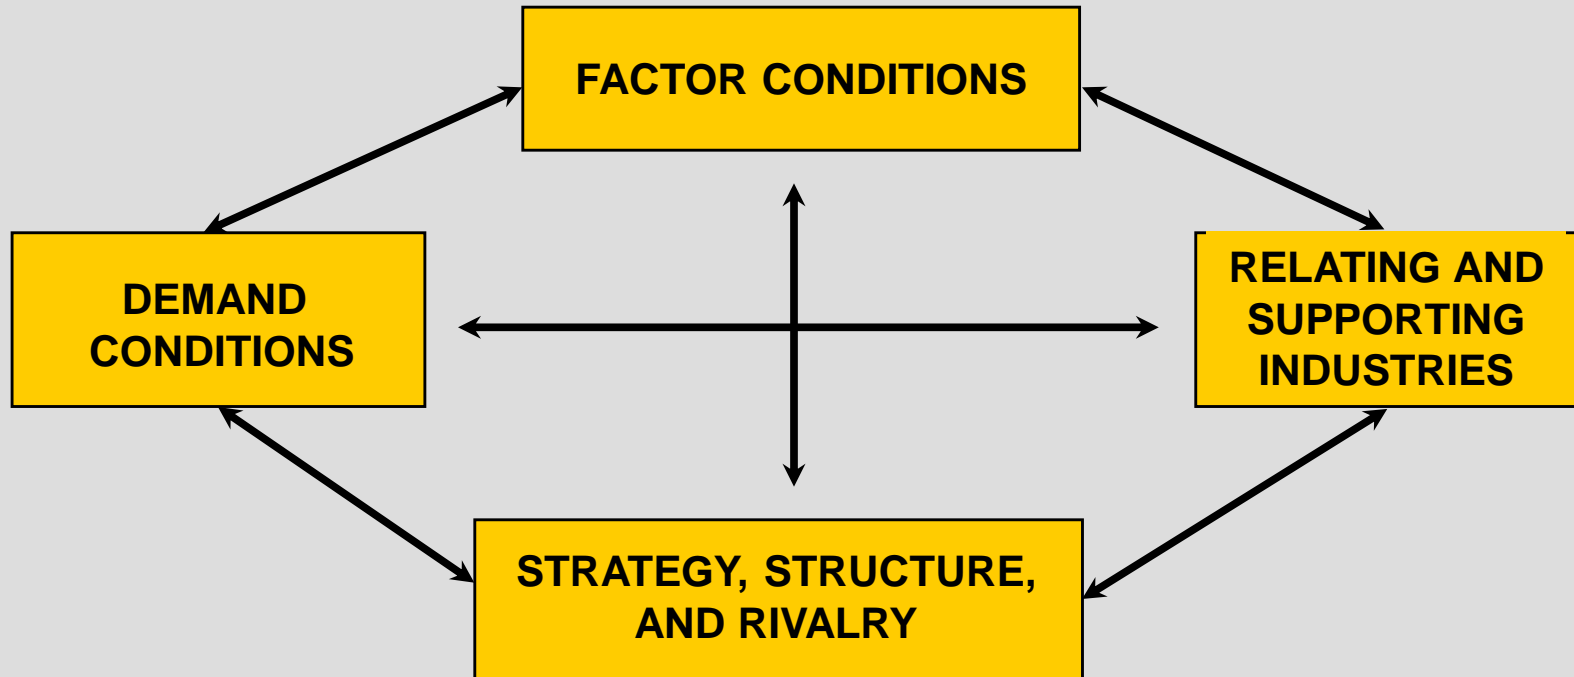 FACTOR CONDITIONS
DEMAND
CONDITIONS
RELATING AND
SUPPORTING
INDUSTRIES
STRATEGY, STRUCTURE,
AND RIVALRY